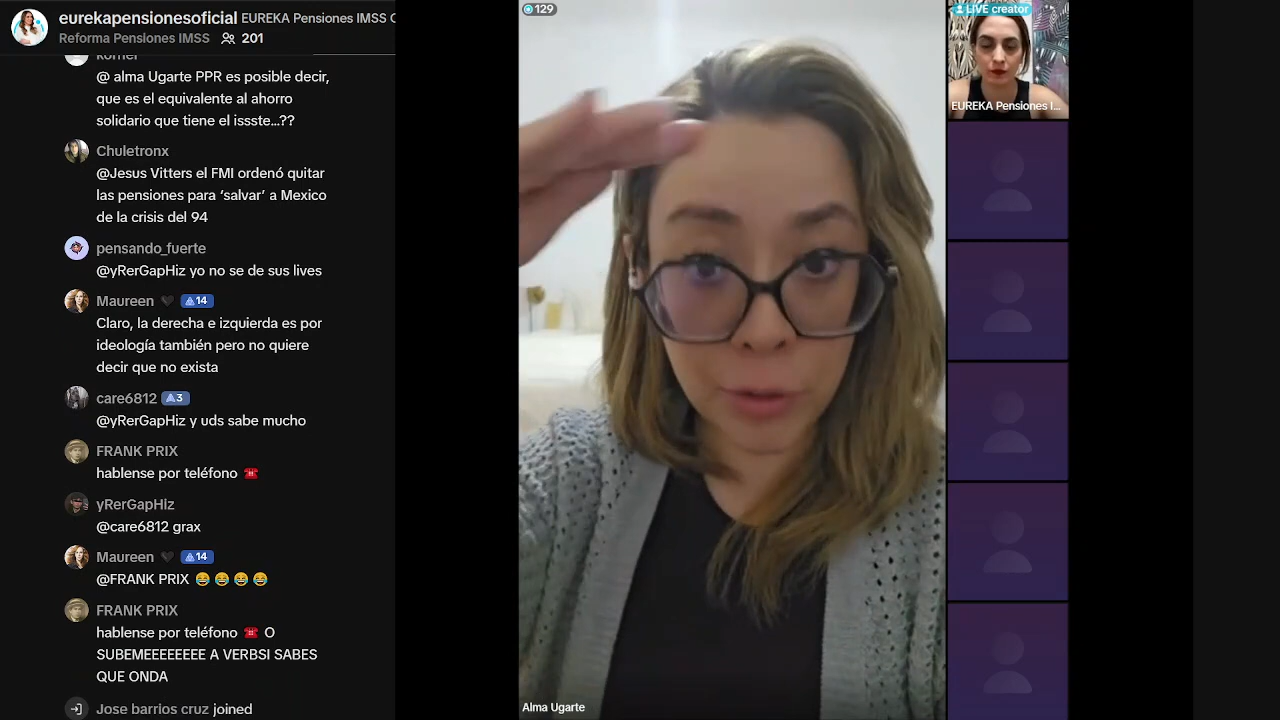 eurekapensionesoficial EUREKA Pensiones IMSS
Reforma Pensiones IMSS 201
@ alma Ugarte PPR es posible decir,
que es el equivalente al ahorro
solidario que tiene el issste...??
Chuletronx
@Jesus Vitters el FMI ordenó quitar
las pensiones para ‘salvar’ a Mexico
de la crisis del 94
pensando_fuerte
@yRerGapHiz yo no se de sus lives
Maureen 🖤 14
Claro, la derecha e izquierda es por
ideología también pero no quiere
decir que no exista
care6812 3
@yRerGapHiz y uds sabe mucho
FRANK PRIX
hablense por teléfono ☎️
yRerGapHiz
@care6812 grax
Maureen 🖤 14
@FRANK PRIX 😂 😂 😂 😂
FRANK PRIX
hablense por teléfono ☎️ O
SUBEMEEEEEEEE A VERBSI SABES
QUE ONDA
Jose barrios cruz joined
129
Alma Ugarte
LIVE creator
EUREKA Pensiones I...